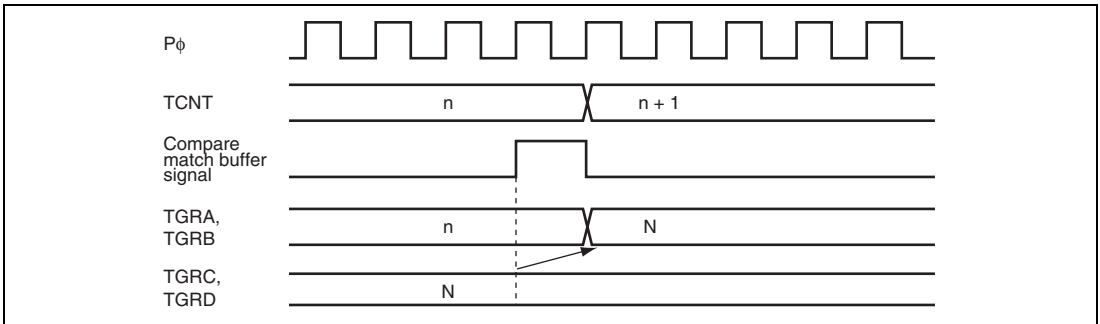 Pϕ
TCNT
n
n + 1
Compare
match buffer
signal
TGRA,
TGRB
n
N
TGRC,
TGRD
N